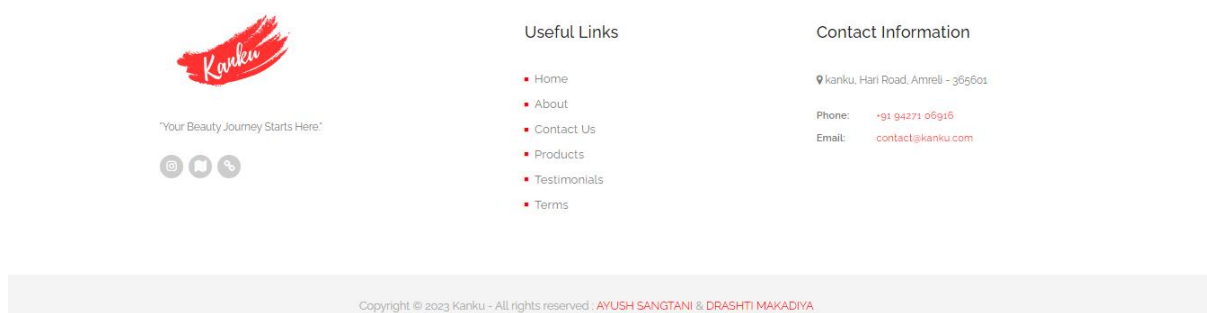 Kanku
"Your Beauty Journey Starts Here."
Useful Links
Home
About
Contact Us
Products
Testimonials
Terms
Contact Information
kanku, Hari Road, Amreli - 365601
Phone: +91 94271 06916
Email: contact@kanku.com
Copyright © 2023 Kanku - All rights reserved : AYUSH SANGTANI & DRASHTI MAKADIYA